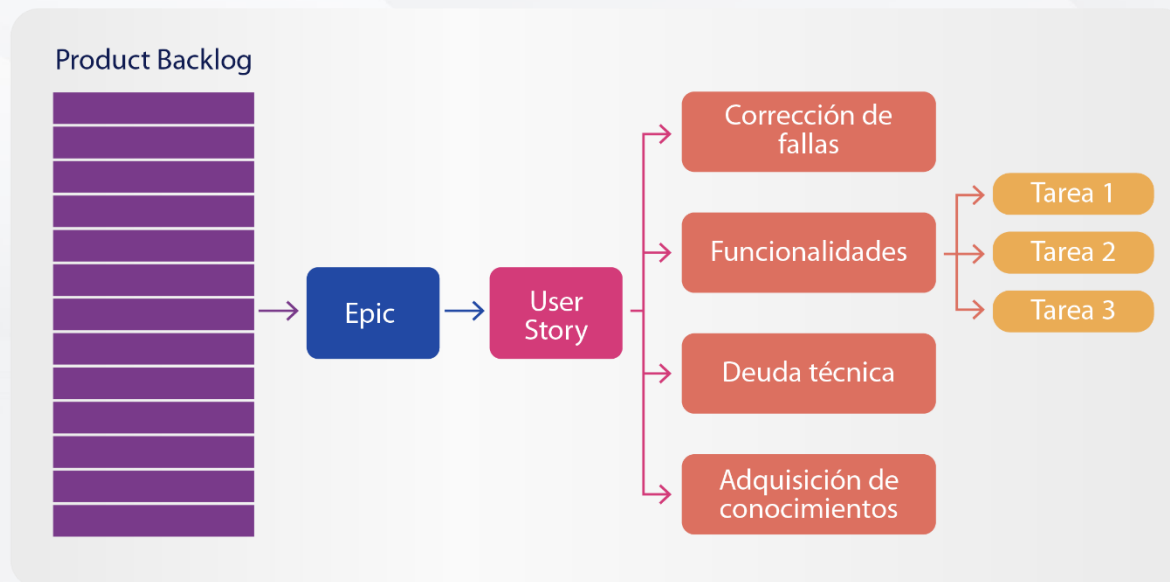 Product Backlog
Epic
User
Story
Corrección de
fallas
Funcionalidades
Deuda técnica
Adquisición de
conocimientos
Tarea 1
Tarea 2
Tarea 3